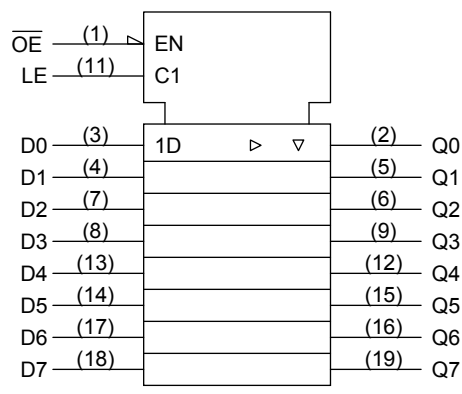 O̅E̅ (1) EN
LE (11) C1
D0 (3) 1D (2) Q0
D1 (4) (5) Q1
D2 (7) (6) Q2
D3 (8) (9) Q3
D4 (13) (12) Q4
D5 (14) (15) Q5
D6 (17) (16) Q6
D7 (18) (19) Q7